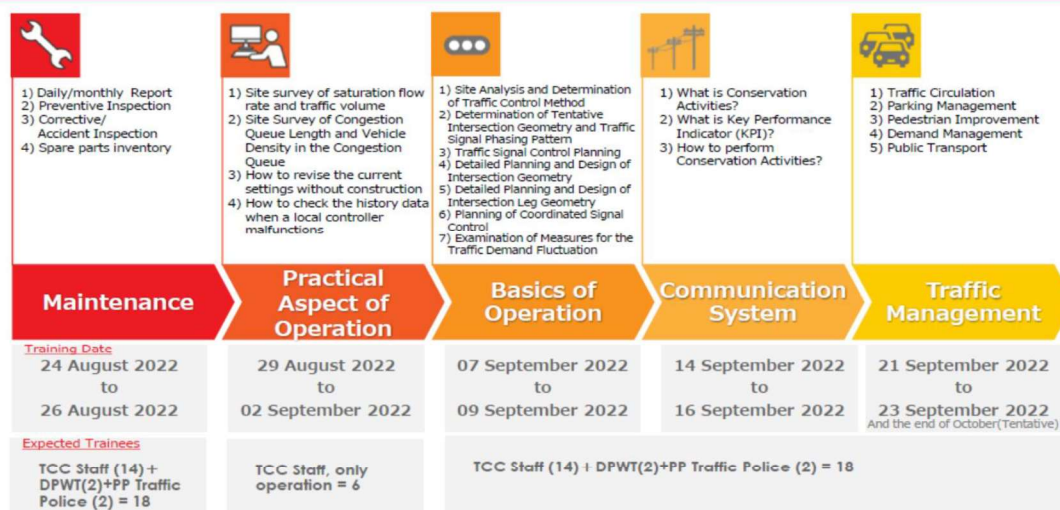 1) Daily/monthly Report
2) Preventive Inspection
3) Corrective/
Accident Inspection
4) Spare parts inventory
1) Site survey of saturation flow
rate and traffic volume
2) Site Survey of Congestion
Queue Length and Vehicle
Density in the Congestion
Queue
3) How to revise the current
settings without construction
4) How to check the history data
when a local controller
malfunctions
1) Site Analysis and Determination
of Traffic Control Method
2) Determination of Tentative
Intersection Geometry and Traffic
Signal Phasing Pattern
3) Traffic Signal Control Planning
4) Detailed Planning and Design of
Intersection Geometry
5) Detailed Planning and Design of
Intersection Leg Geometry
6) Planning of Coordinated Signal
Control
7) Examination of Measures for the
Traffic Demand Fluctuation
1) What is Conservation
Activities?
2) What is Key Performance
Indicator (KPI)?
3) How to perform
Conservation Activities?
1) Traffic Circulation
2) Parking Management
3) Pedestrian Improvement
4) Demand Management
5) Public Transport
Maintenance
Practical
Aspect of
Operation
Basics of
Operation
Communication
System
Traffic
Management
Training Date
24 August 2022
to
26 August 2022
29 August 2022
to
02 September 2022
07 September 2022
to
09 September 2022
14 September 2022
to
16 September 2022
21 September 2022
to
23 September 2022
And the end of October(Tentative)
Expected Trainees
TCC Staff (14) +
DPWT(2)+PP Traffic
Police (2) = 18
TCC Staff, only
operation = 6
TCC Staff (14) + DPWT(2)+PP Traffic Police (2) = 18